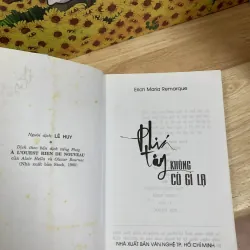 Người dịch: LÊ HUY
Dịch theo bản dịch tiếng Pháp
À L'OUEST RIEN DE NOUVEAU
của Alzir Hella và Olivier Bournac
(Nhà xuất bản Stock, 1968)
Erich Maria Remarque
Phía
Tây
KHÔNG
CÓ GÌ LẠ
NHÀ XUẤT BẢN VĂN NGHỆ TP. HỒ CHÍ MINH